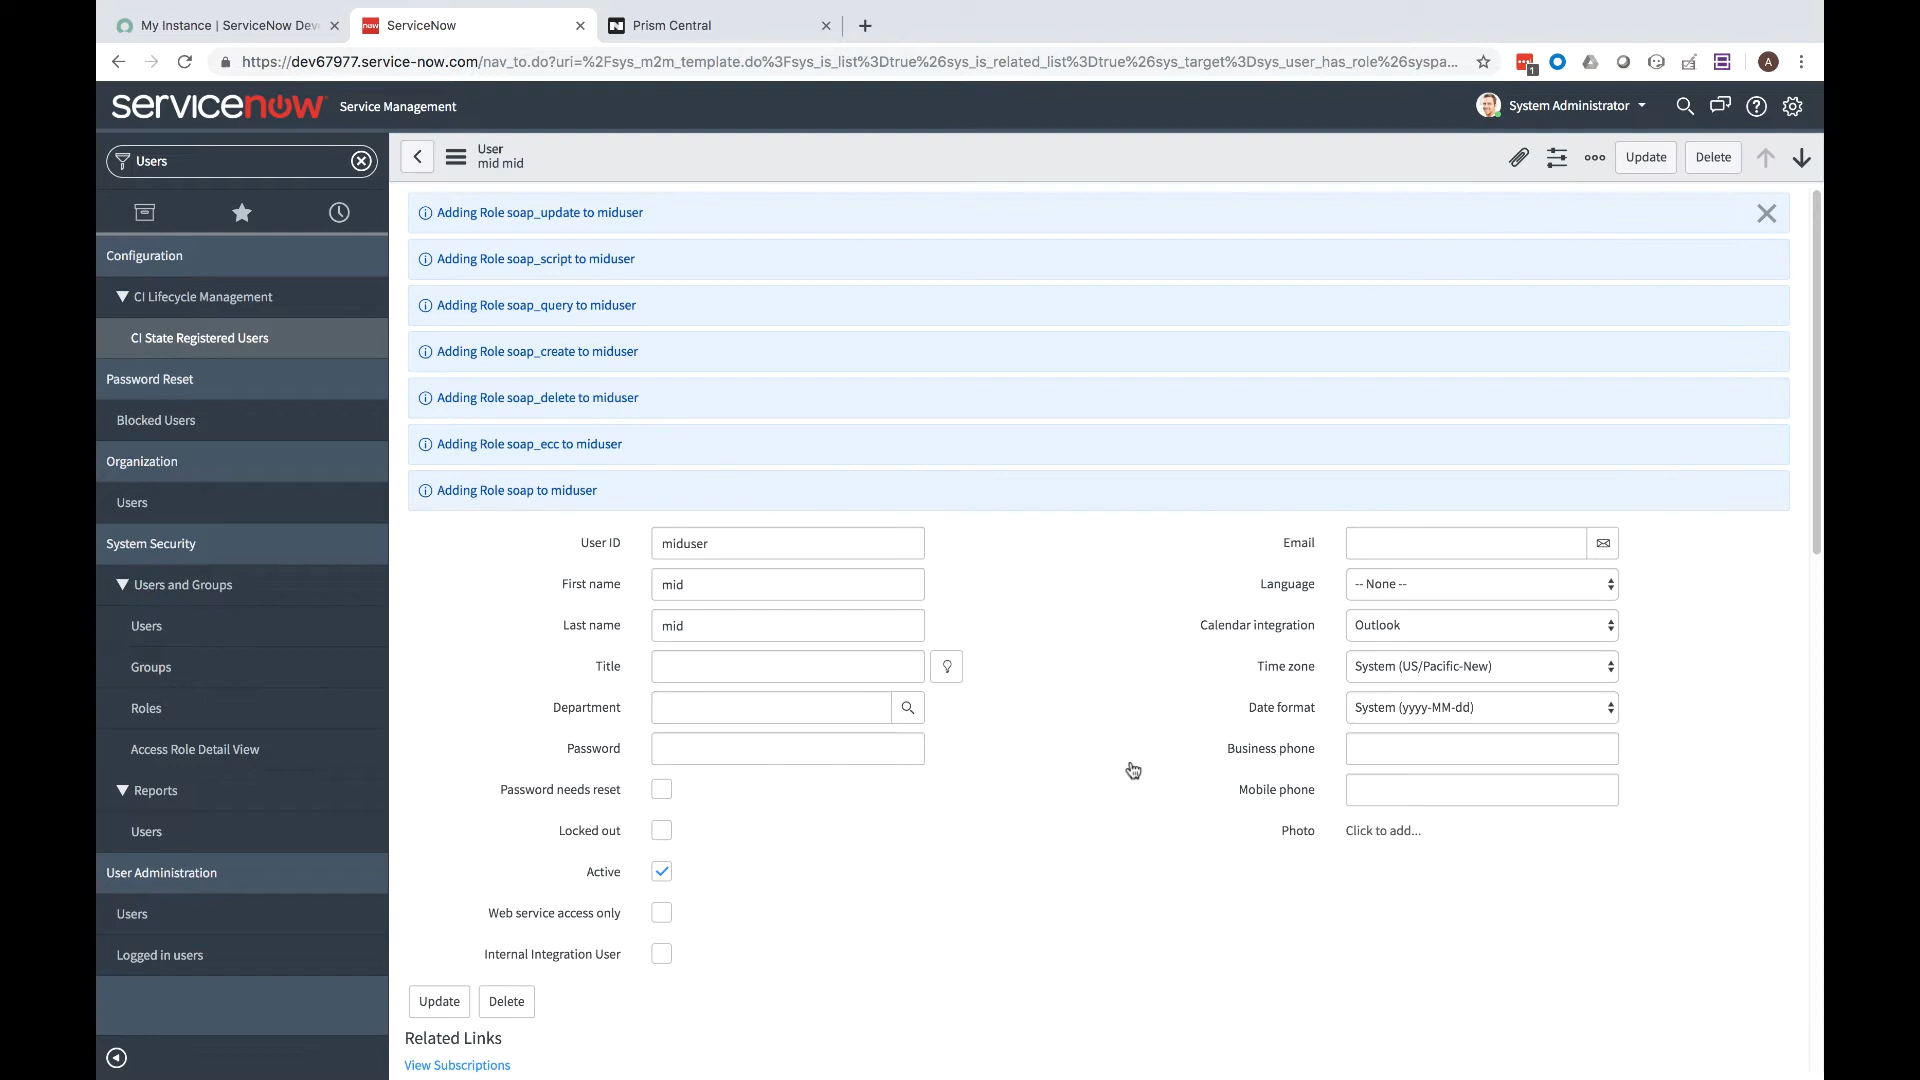 My Instance | ServiceNow Dev
ServiceNow
Prism Central
https://dev67977.service-now.com/nav_to.do?uri=%2Fsys_m2m_template.do%3Fsys_is_list%3Dtrue%26sys_is_related_list%3Dtrue%26sys_target%3Dsys_user_has_role%26syspa...
1
A
servicenow
Service Management
System Administrator
Users
User
mid mid
Update
Delete
Configuration
CI Lifecycle Management
CI State Registered Users
Password Reset
Blocked Users
Organization
Users
System Security
Users and Groups
Users
Groups
Roles
Access Role Detail View
Reports
Users
User Administration
Users
Logged in users
Adding Role soap_update to miduser
Adding Role soap_script to miduser
Adding Role soap_query to miduser
Adding Role soap_create to miduser
Adding Role soap_delete to miduser
Adding Role soap_ecc to miduser
Adding Role soap to miduser
User ID
miduser
First name
mid
Last name
mid
Title
Department
Password
Password needs reset
Locked out
Active
Web service access only
Internal Integration User
Email
Language
-- None --
Calendar integration
Outlook
Time zone
System (US/Pacific-New)
Date format
System (yyyy-MM-dd)
Business phone
Mobile phone
Photo
Click to add...
Update
Delete
Related Links
View Subscriptions